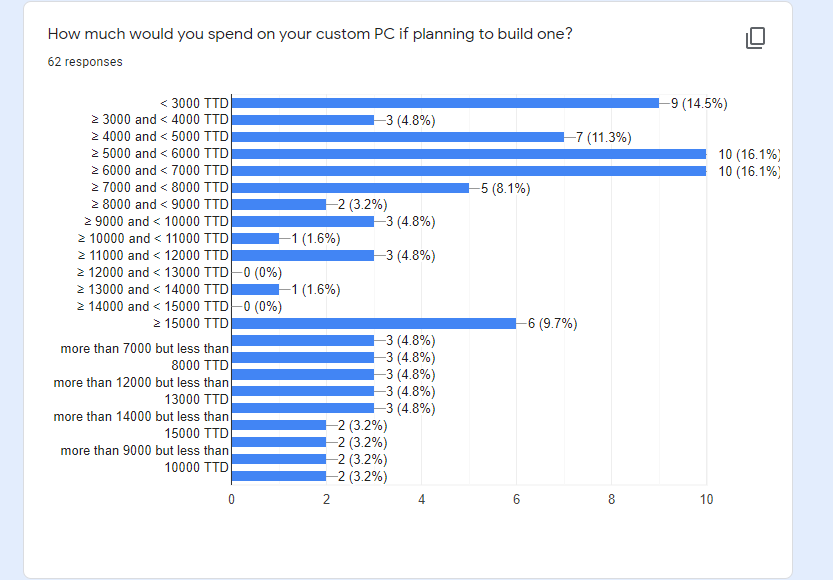 How much would you spend on your custom PC if planning to build one?
62 responses
< 3000 TTD 9 (14.5%)
≥ 3000 and < 4000 TTD 3 (4.8%)
≥ 4000 and < 5000 TTD 7 (11.3%)
≥ 5000 and < 6000 TTD 10 (16.1%)
≥ 6000 and < 7000 TTD 10 (16.1%)
≥ 7000 and < 8000 TTD 5 (8.1%)
≥ 8000 and < 9000 TTD 2 (3.2%)
≥ 9000 and < 10000 TTD 3 (4.8%)
≥ 10000 and < 11000 TTD 1 (1.6%)
≥ 11000 and < 12000 TTD 3 (4.8%)
≥ 12000 and < 13000 TTD 0 (0%)
≥ 13000 and < 14000 TTD 1 (1.6%)
≥ 14000 and < 15000 TTD 0 (0%)
≥ 15000 TTD 6 (9.7%)
3 (4.8%)
more than 7000 but less than
3 (4.8%)
8000 TTD
3 (4.8%)
more than 12000 but less than
3 (4.8%)
13000 TTD
3 (4.8%)
more than 14000 but less than
2 (3.2%)
15000 TTD
2 (3.2%)
more than 9000 but less than
2 (3.2%)
10000 TTD
2 (3.2%)
0 2 4 6 8 10